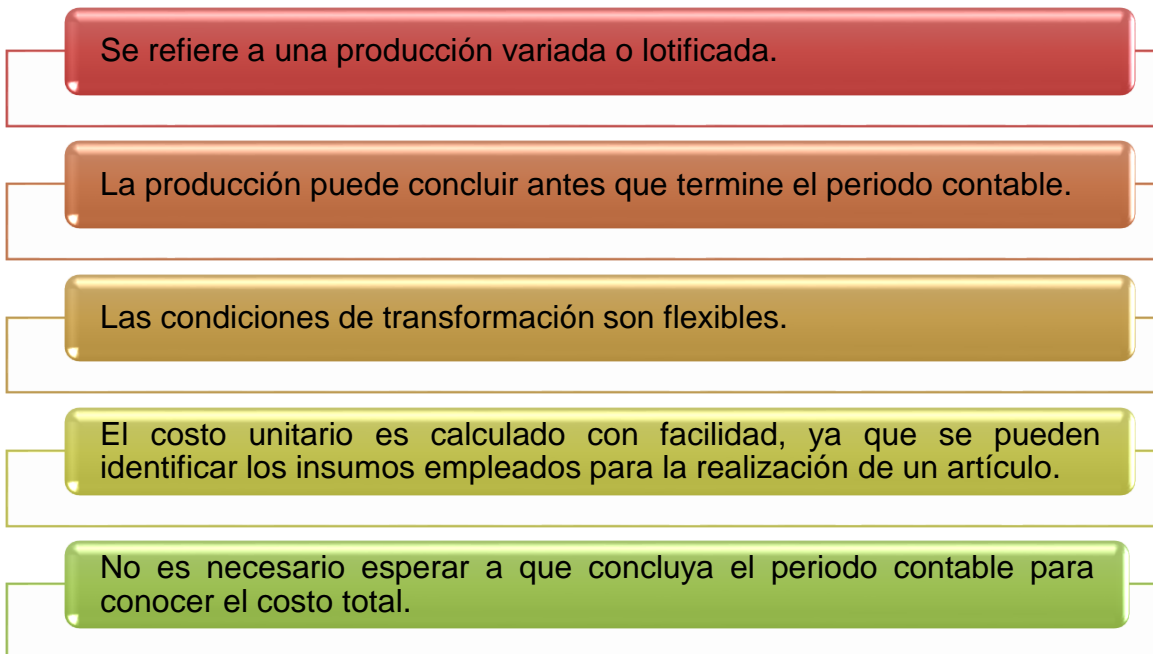 Se refiere a una producción variada o lotificada.
La producción puede concluir antes que termine el periodo contable.
Las condiciones de transformación son flexibles.
El costo unitario es calculado con facilidad, ya que se pueden
identificar los insumos empleados para la realización de un artículo.
No es necesario esperar a que concluya el periodo contable para
conocer el costo total.